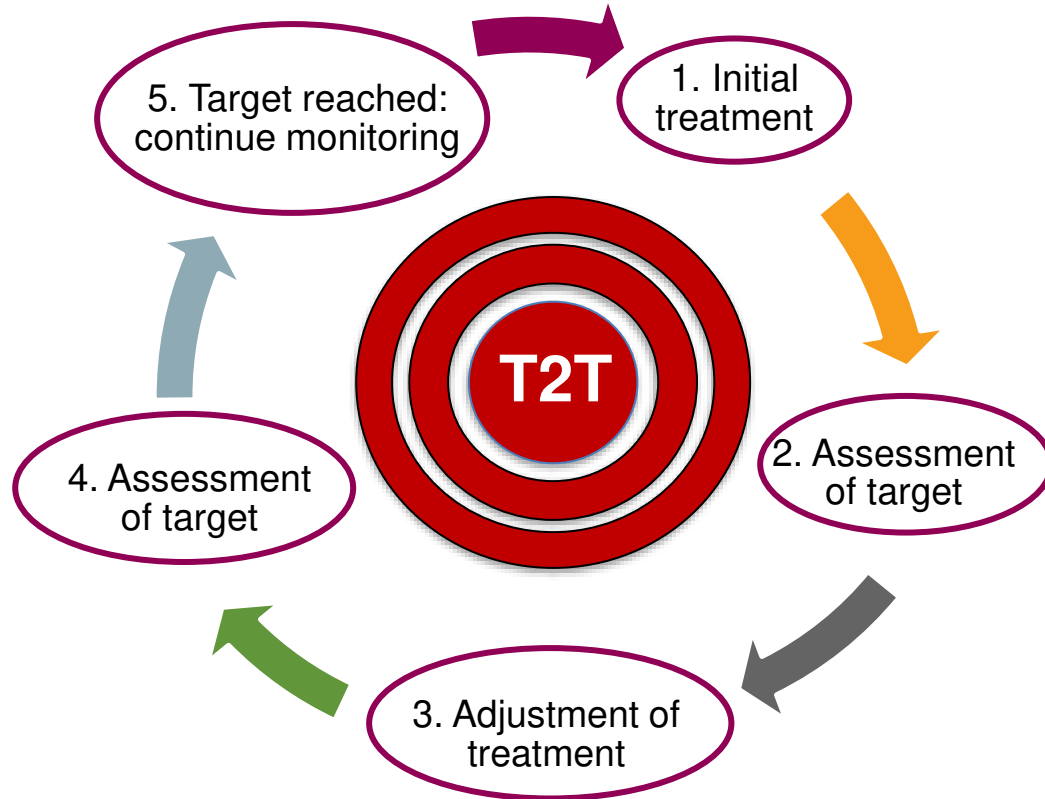 1. Initial
treatment
2. Assessment
of target
3. Adjustment of
treatment
4. Assessment
of target
5. Target reached:
continue monitoring
T2T